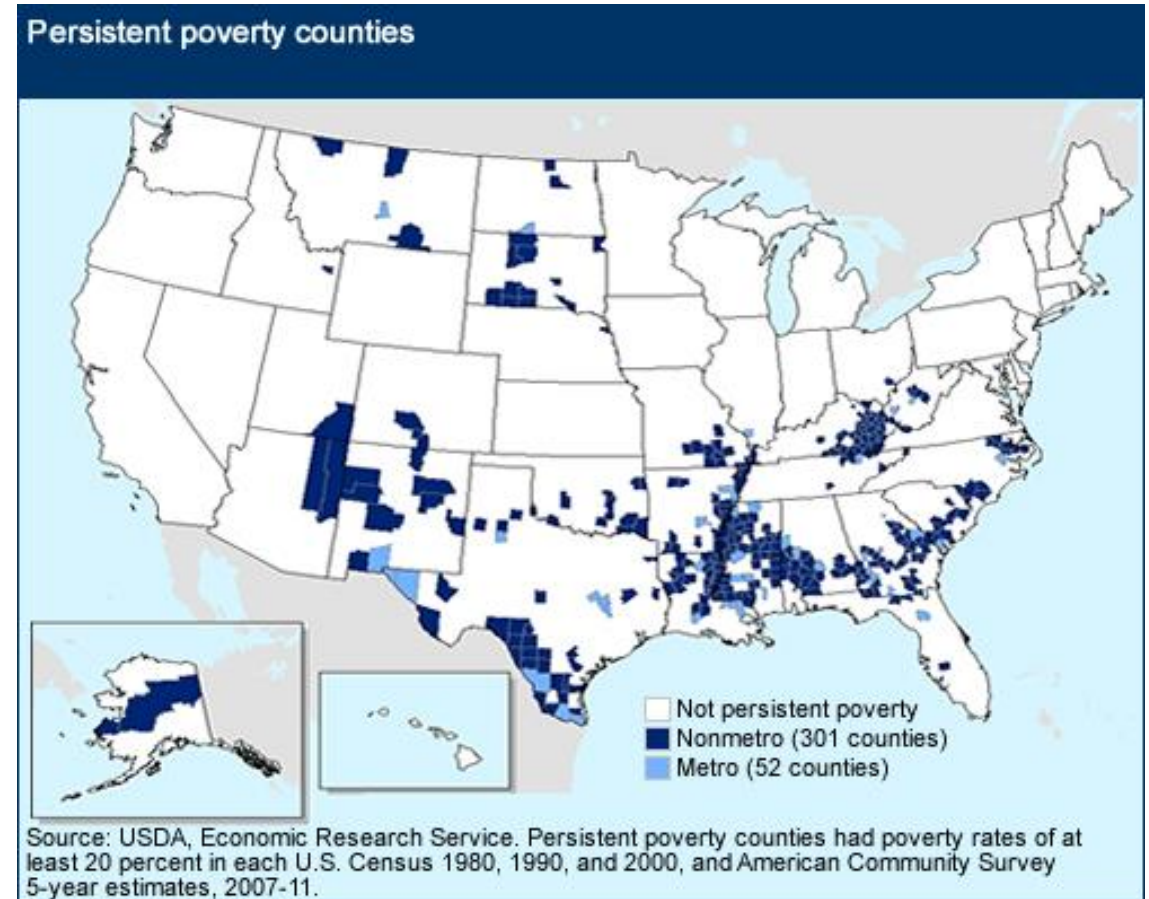 Persistent poverty counties
Not persistent poverty
Nonmetro (301 counties)
Metro (52 counties)
Source: USDA, Economic Research Service. Persistent poverty counties had poverty rates of at
least 20 percent in each U.S. Census 1980, 1990, and 2000, and American Community Survey
5-year estimates, 2007-11.